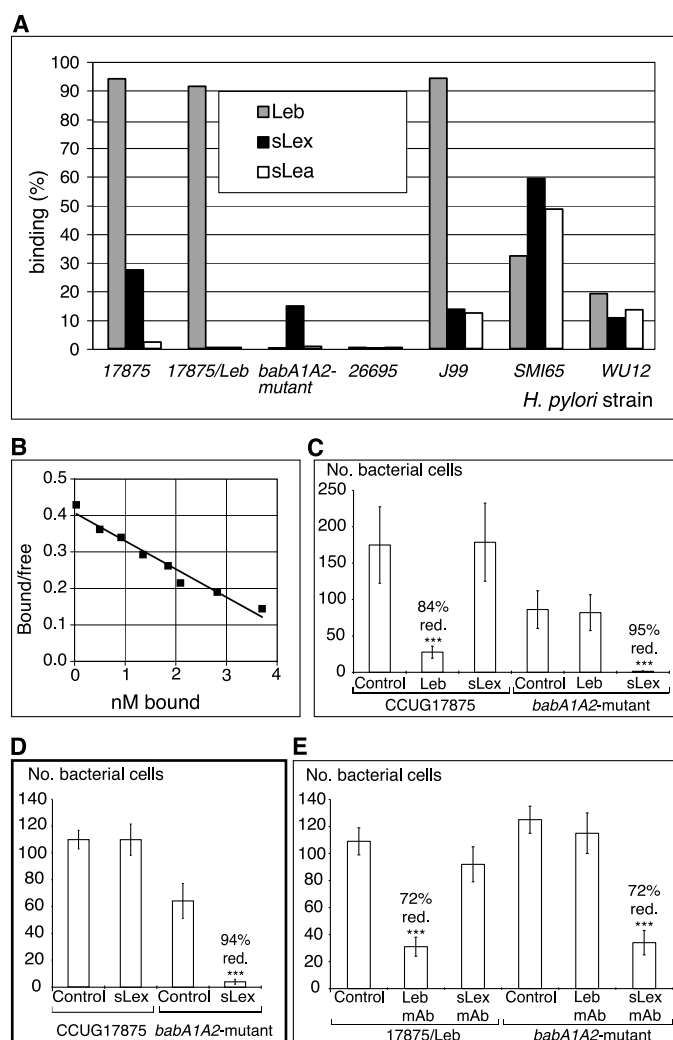 A
100
90
80
70
60
50
40
30
20
10
0
binding (%)
Leb
sLex
sLea
17875 17875/Leb babA1A2-mutant 26695 J99 SMI65 WU12
H. pylori strain
B
0.5
0.4
0.3
0.2
0.1
0.0
Bound/free
0 1 2 3 4
nM bound
C
No. bacterial cells
250
200
150
100
50
0
84%
red.
***
95%
red.
***
Control Leb sLex Control Leb sLex
CCUG17875 babA1A2-mutant
D
No. bacterial cells
140
120
100
80
60
40
20
0
94%
red.
***
Control sLex Control sLex
CCUG17875 babA1A2-mutant
E
No. bacterial cells
140
120
100
80
60
40
20
0
72%
red.
***
72%
red.
***
Control Leb sLex Control Leb sLex
mAb mAb mAb mAb
17875/Leb babA1A2-mutant